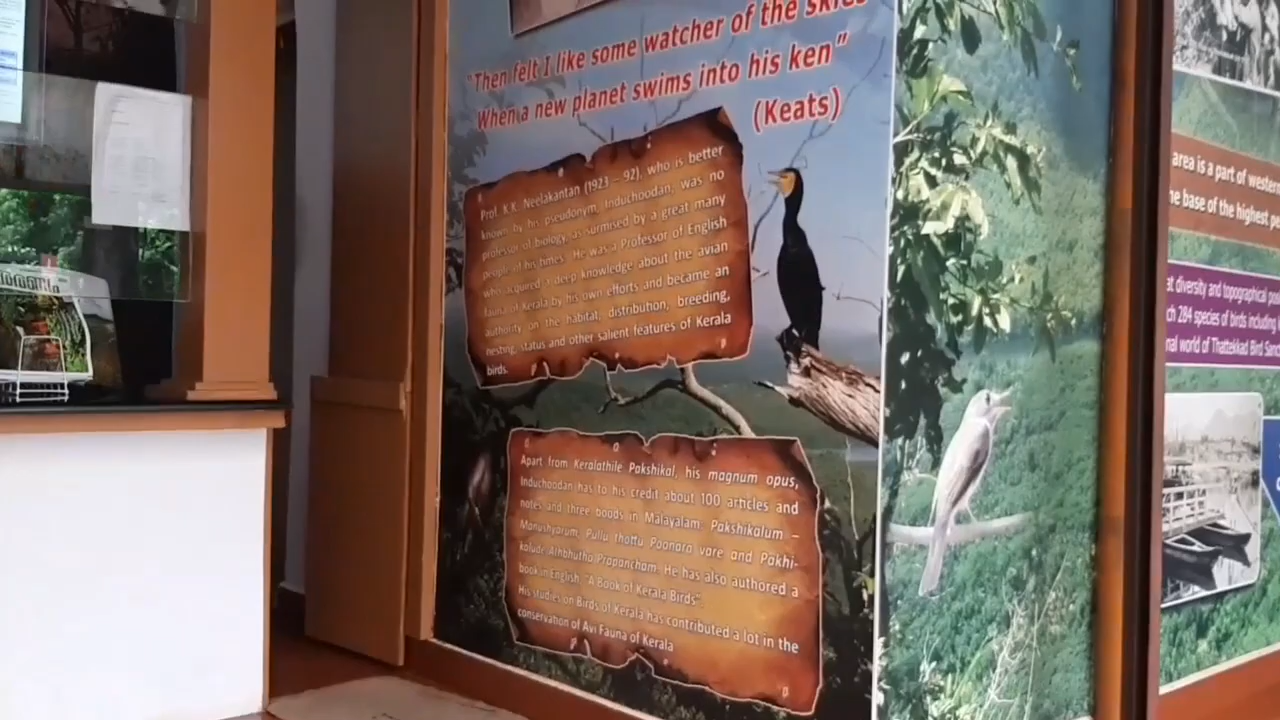 "Then felt I like some watcher of the skies
When a new planet swims into his ken"
(Keats)
Prof. K.K. Neelakantan (1923 – 92), who is better
known by his pseudonym, Induchoodan, was no
professor of biology, as surmised by a great many
people of his times. He was a Professor of English
who acquired a deep knowledge about the avian
fauna of Kerala by his own efforts and became an
authority on the habitat, distribution, breeding,
nesting, status and other salient features of Kerala
birds.
Apart from Keralathile Pakshikal, his magnum opus,
Induchoodan has to his credit about 100 articles and
notes and three boods in Malayalam: Pakshikalum –
Manushyarum, Pullu thottu Poonara vare and Pakhi-
kalude Athbhutha Prapancham. He has also authored a
book in English, "A Book of Kerala Birds".
His studies on Birds of Kerala has contributed a lot in the
conservation of Avi Fauna of Kerala
area is a part of western
base of the highest
diversity and topographical
284 species of birds including
world of Thattekkad Bird